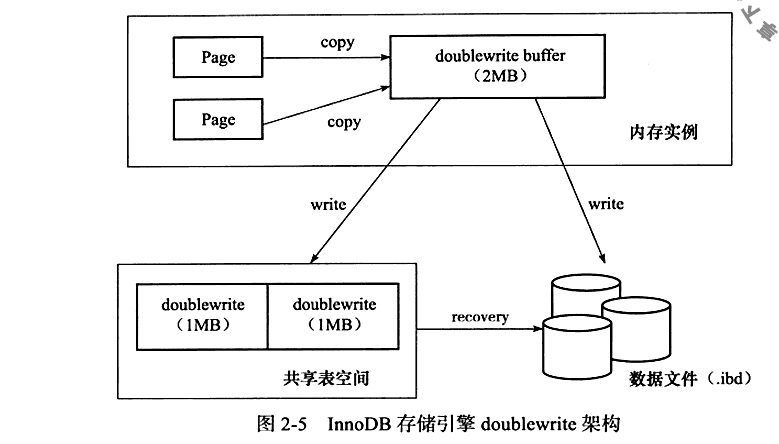 Page
copy
doublewrite buffer
（2MB）
Page
copy
内存实例
write
write
doublewrite
（1MB）
doublewrite
（1MB）
recovery
共享表空间
数据文件（.ibd）
图 2-5 InnoDB 存储引擎 doublewrite 架构